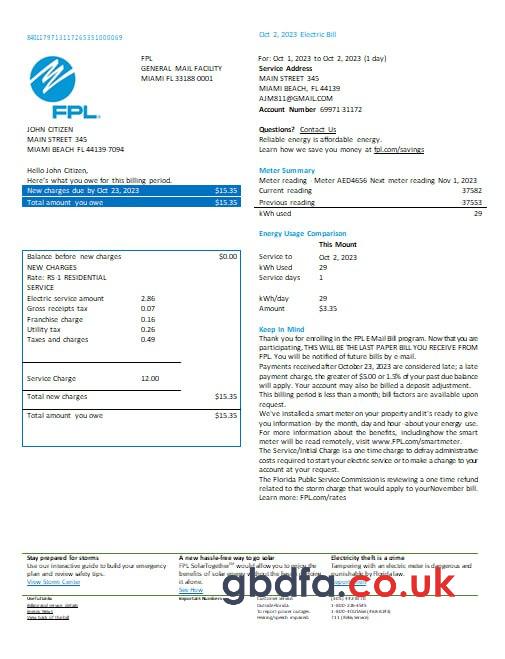 8401179713117265351000069
Oct 2, 2023 Electric Bill
FPL
GENERAL MAIL FACILITY
MIAMI FL 33188 0001
FPL
JOHN CITIZEN
MAIN STREET 345
MIAMI BEACH FL 44139 7094
For: Oct 1, 2023 to Oct 2, 2023 (1 day)
Service Address
MAIN STREET 345
MIAMI BEACH, FL 44139
AJM811@GMAIL.COM
Account Number 69971 31172
Questions? Contact Us
Reliable energy is affordable energy.
Learn how we save you money at fpl.com/savings
Hello John Citizen,
Here's what you owe for this billing period.
New charges due by Oct 23, 2023 $15.35
Total amount you owe $15.35
Meter Summary
Meter reading Meter AED4656 Next meter reading Nov 1, 2023
Current reading 37582
Previous reading 37553
kWh used 29
Energy Usage Comparison
This Mount
Service to Oct 2, 2023
kWh Used 29
Service days 1
kWh/day 29
Amount $3.35
Balance before new charges $0.00
NEW CHARGES
Rate: RS-1 RESIDENTIAL
SERVICE
Electric service amount 2.86
Gross receipts tax 0.07
Franchise charge 0.16
Utility tax 0.26
Taxes and charges 0.49
Service Charge 12.00
Total new charges $15.35
Total amount you owe $15.35
Keep In Mind
Thank you for enrolling in the FPL E-Mail Bill program. Now that you are
participating, THIS WILL BE THE LAST PAPER BILL YOU RECEIVE FROM
FPL. You will be notified of future bills by e-mail.
Payments received after October 23, 2023 are considered late; a late
payment charge, the greater of $5.00 or 1.5% of your past due balance
will apply. Your account may also be billed a deposit adjustment.
This billing period is less than a month; bill factors are available upon
request.
We've installed a smart meter on your property and it's ready to give
you information-by the month, day and hour-about your energy use.
For more information about the benefits, including how the smart
meter will be read remotely, visit www.FPL.com/smartmeter.
The Service/Initial Charge is a one time charge to defray administrative
costs required to start your electric service or to make a change to your
account at your request.
The Florida Public Service Commission is reviewing a one time refund
related to the storm charge that would apply to your November bill.
Learn more: FPL.com/rates
Stay prepared for storms
Use our interactive guide to build your emergency
plan and review safety tips.
View Storm Center
A new hassle-free way to go solar
FPL SolarTogether™ would allow you to enjoy the
benefits of solar energy without the hassle of doing
it alone.
See How
Electricity theft is a crime
Tampering with an electric meter is dangerous and
punishable by Florida law.
Useful Links
View back of the bill
Important Numbers
Customer Service
Outside Florida
To report power outages
711 (Relay Service)
gbdfa.co.uk